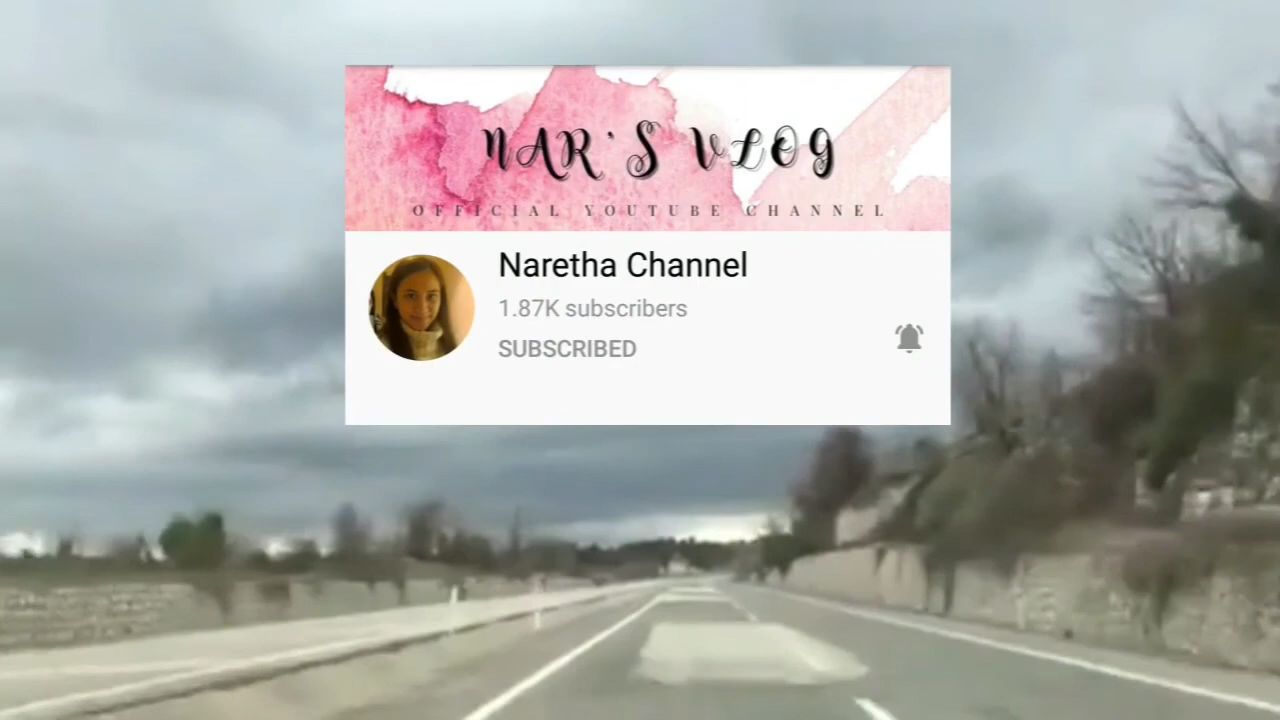 NAR'S VLOG
OFFICIAL YOUTUBE CHANNEL
Naretha Channel
1.87K subscribers
SUBSCRIBED